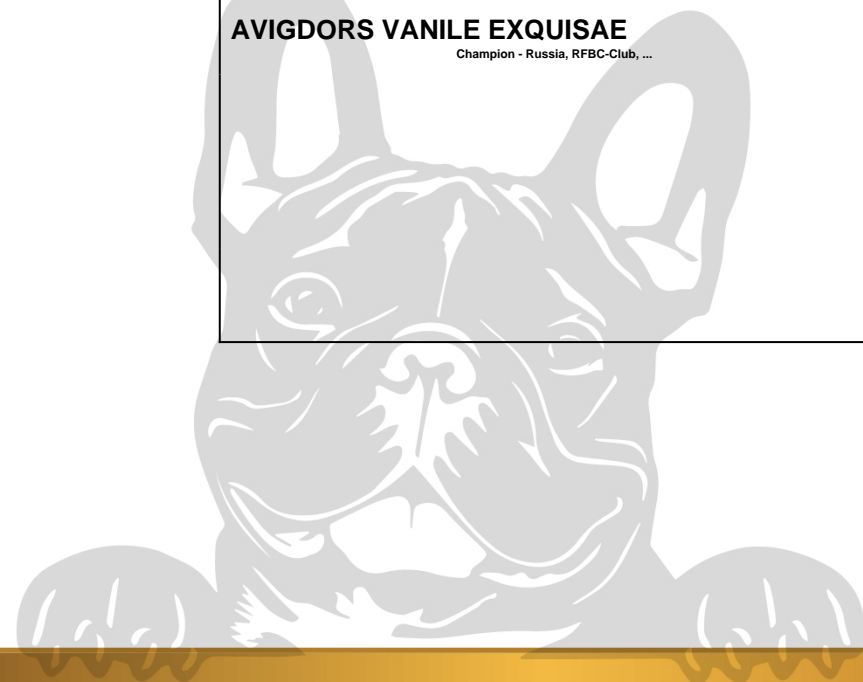 AVIGDORS VANILE EXQUISAE
Champion - Russia, RFBC-Club, ...